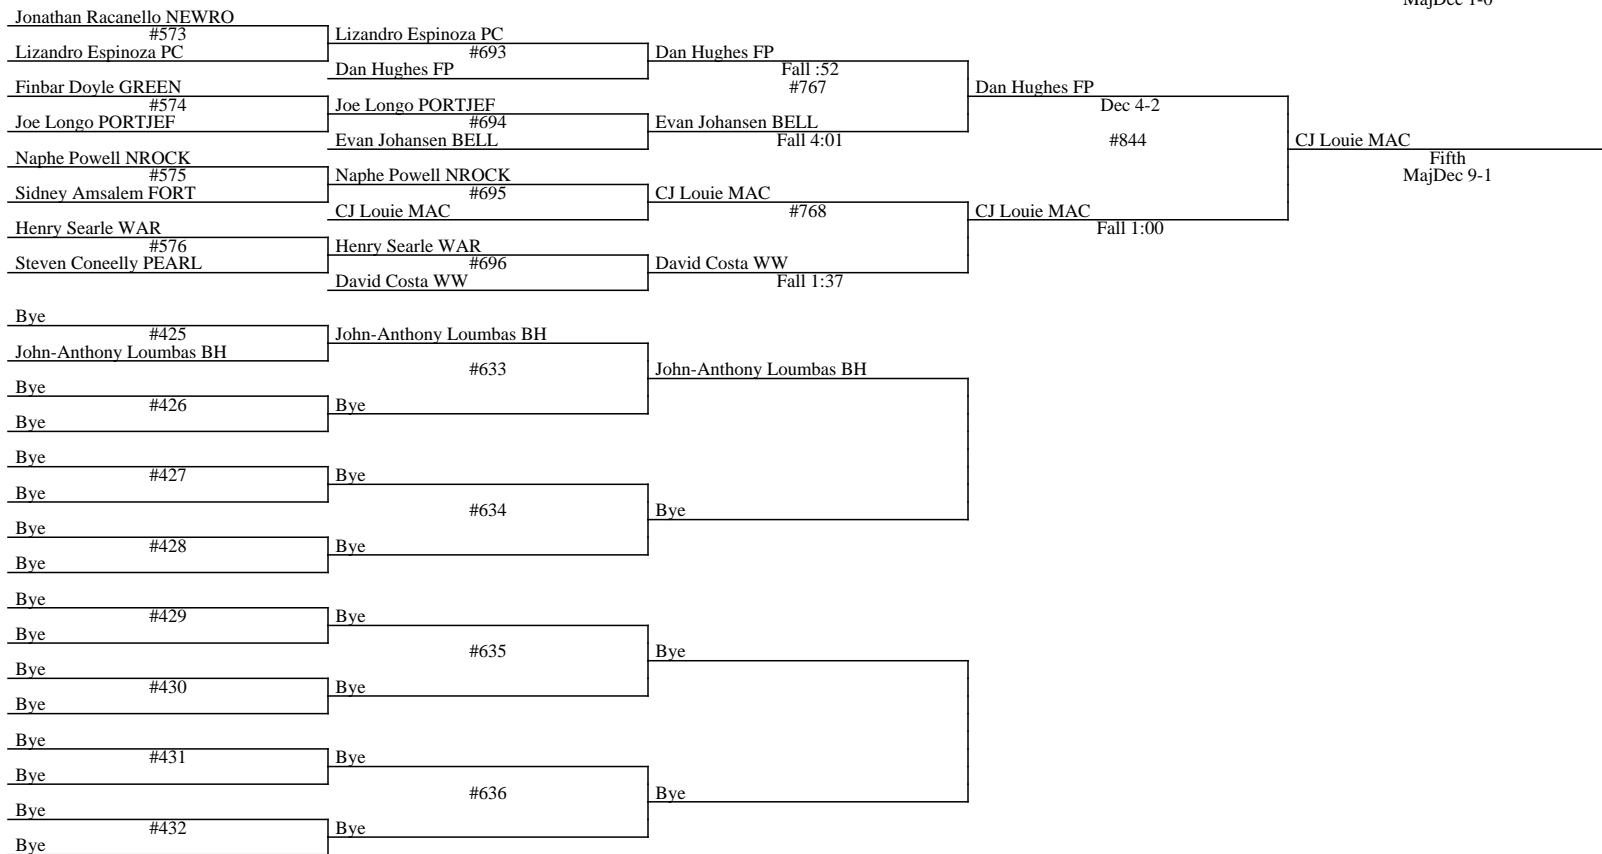 MajDec 1-0
Jonathan Racanello NEWRO
#573
Lizandro Espinoza PC
Lizandro Espinoza PC
#693
Dan Hughes FP
Dan Hughes FP
Fall :52
#767
Finbar Doyle GREEN
#574
Joe Longo PORTJEF
Joe Longo PORTJEF
#694
Evan Johansen BELL
Evan Johansen BELL
Fall 4:01
Dan Hughes FP
Dec 4-2
#844
CJ Louie MAC
Fifth
MajDec 9-1
Naphe Powell NROCK
#575
Sidney Amsalem FORT
Naphe Powell NROCK
#695
CJ Louie MAC
CJ Louie MAC
#768
CJ Louie MAC
Fall 1:00
Henry Searle WAR
#576
Steven Coneelly PEARL
Henry Searle WAR
#696
David Costa WW
David Costa WW
Fall 1:37
Bye
#425
John-Anthony Loumbas BH
John-Anthony Loumbas BH
#633
John-Anthony Loumbas BH
Bye
#426
Bye
Bye
Bye
#427
Bye
Bye
#634
Bye
Bye
#428
Bye
Bye
Bye
#429
Bye
Bye
#635
Bye
Bye
#430
Bye
Bye
Bye
#431
Bye
Bye
#636
Bye
Bye
#432
Bye
Bye